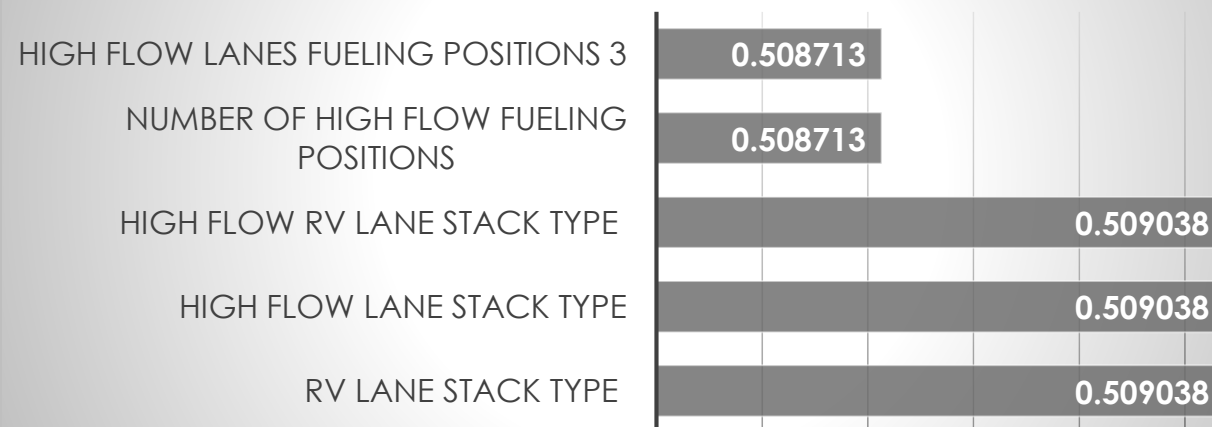 HIGH FLOW LANES FUELING POSITIONS 3
0.508713
NUMBER OF HIGH FLOW FUELING
POSITIONS
0.508713
HIGH FLOW RV LANE STACK TYPE
0.509038
HIGH FLOW LANE STACK TYPE
0.509038
RV LANE STACK TYPE
0.509038